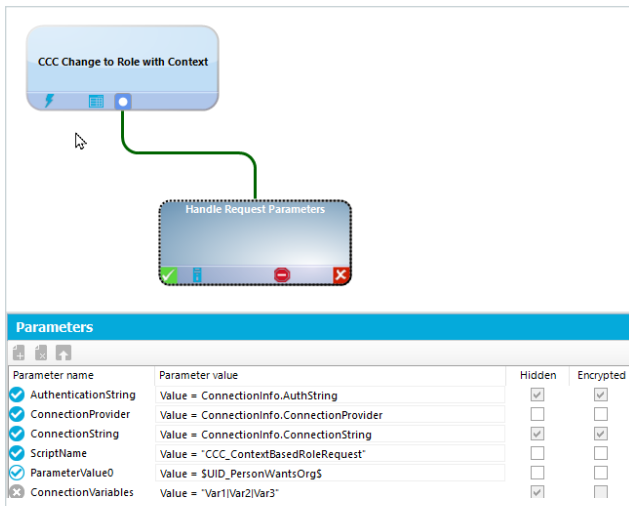 CCC Change to Role with Context
Handle Request Parameters
Parameters
Parameter name Parameter value Hidden Encrypted
AuthenticationString Value = ConnectionInfo.AuthString
ConnectionProvider Value = ConnectionInfo.ConnectionProvider
ConnectionString Value = ConnectionInfo.ConnectionString
ScriptName Value = "CCC_ContextBasedRoleRequest"
ParameterValue0 Value = $UID_PersonWantsOrg$
ConnectionVariables Value = "Var1|Var2|Var3"